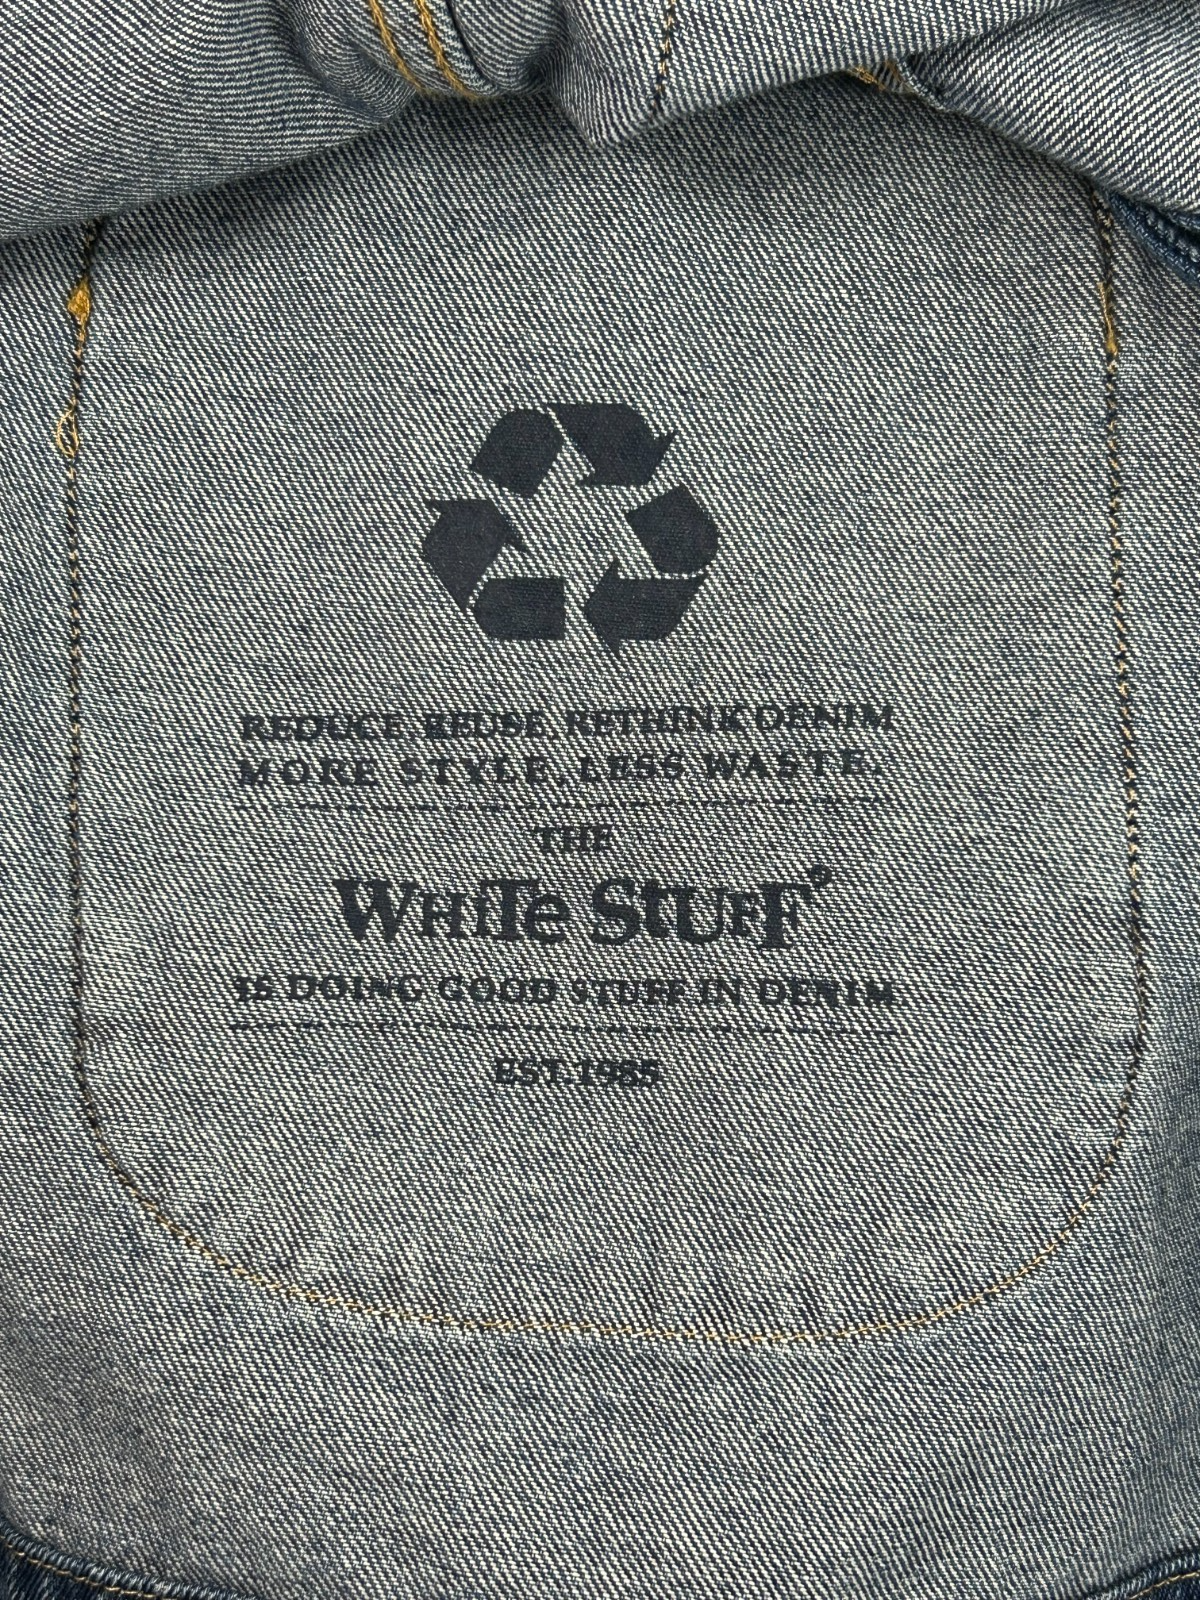 REDUCE, REUSE, RETHINK DENIM
MORE STYLE, LESS WASTE.
THE
WHiTe STUFF®
IS DOING GOOD STUFF IN DENIM.
EST.1985